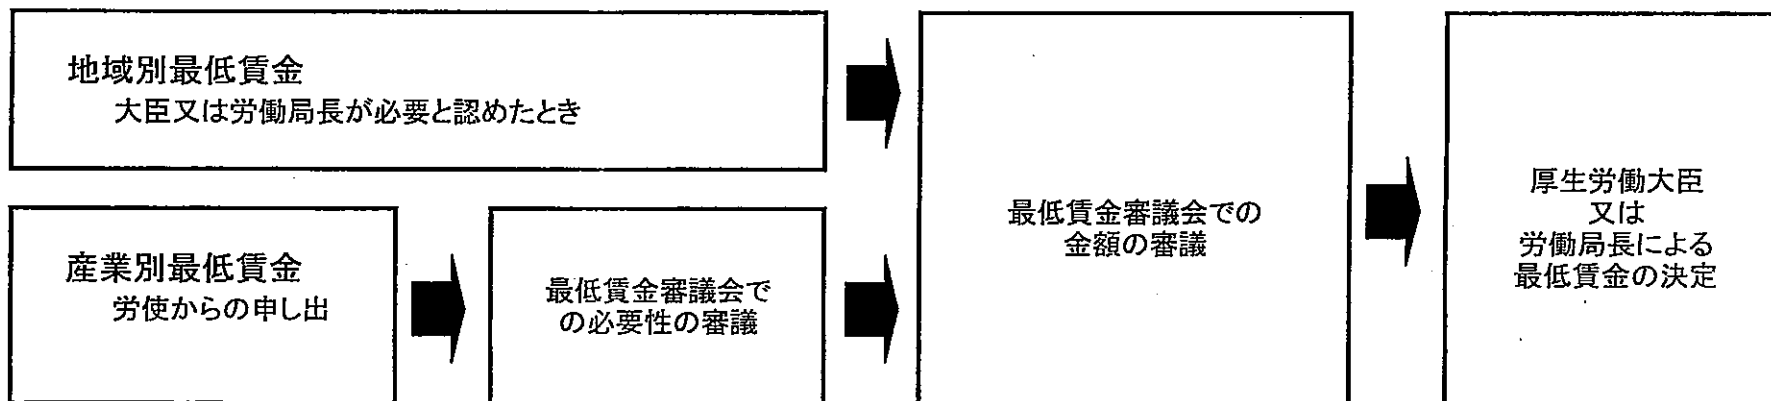 地域別最低賃金
大臣又は労働局長が必要と認めたとき
産業別最低賃金
労使からの申し出
最低賃金審議会で
の必要性の審議
最低賃金審議会での
金額の審議
厚生労働大臣
又は
労働局長による
最低賃金の決定